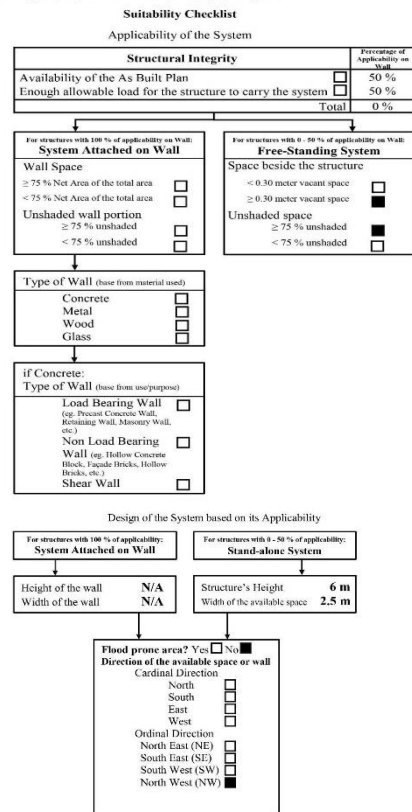 Suitability Checklist
Applicability of the System
Structural Integrity
Percentage of Applicability on Wall
Availability of the As Built Plan 50 %
Enough allowable load for the structure to carry the system 50 %
Total 0 %
For structures with 100 % of applicability on Wall:
System Attached on Wall
Wall Space
≥ 75 % Net Area of the total area
< 75 % Net Area of the total area
Unshaded wall portion
≥ 75 % unshaded
< 75 % unshaded
For structures with 0 - 50 % of applicability on Wall:
Free-Standing System
Space beside the structure
< 0.30 meter vacant space
≥ 0.30 meter vacant space
Unshaded space
≥ 75 % unshaded
< 75 % unshaded
Type of Wall (base from material used)
Concrete
Metal
Wood
Glass
if Concrete:
Type of Wall (base from use/purpose)
Load Bearing Wall
(eg. Precast Concrete Wall,
Retaining Wall, Masonry Wall,
etc.)
Non Load Bearing
Wall (eg. Hollow Concrete
Block, Façade Bricks, Hollow
Bricks, etc.)
Shear Wall
Design of the System based on its Applicability
For structures with 100 % of applicability:
System Attached on Wall
Height of the wall N/A
Width of the wall N/A
For structures with 0 - 50 % of applicability:
Stand-alone System
Structure's Height 6 m
Width of the available space 2.5 m
Flood prone area? Yes No
Direction of the available space or wall
Cardinal Direction
North
South
East
West
Ordinal Direction
North East (NE)
South East (SE)
South West (SW)
North West (NW)